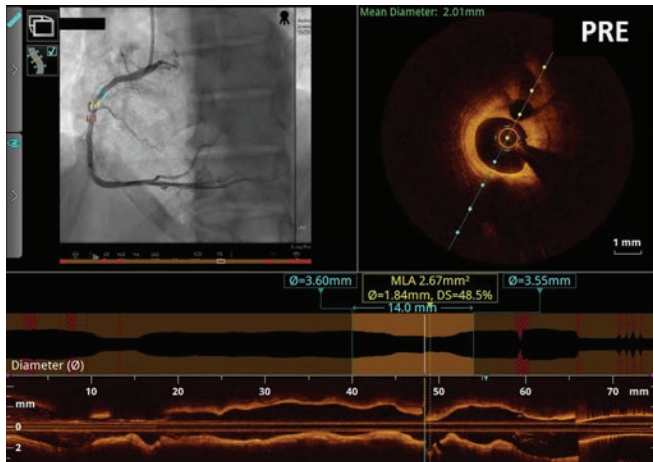 Mean Diameter: 2.01mm
PRE
1 mm
Ø=3.60mm
MLA 2.67mm²
Ø=1.84mm, DS=48.5%
Ø=3.55mm
14.0 mm
Diameter (Ø)
10 20 30 40 50 60 70 mm
mm
0
2